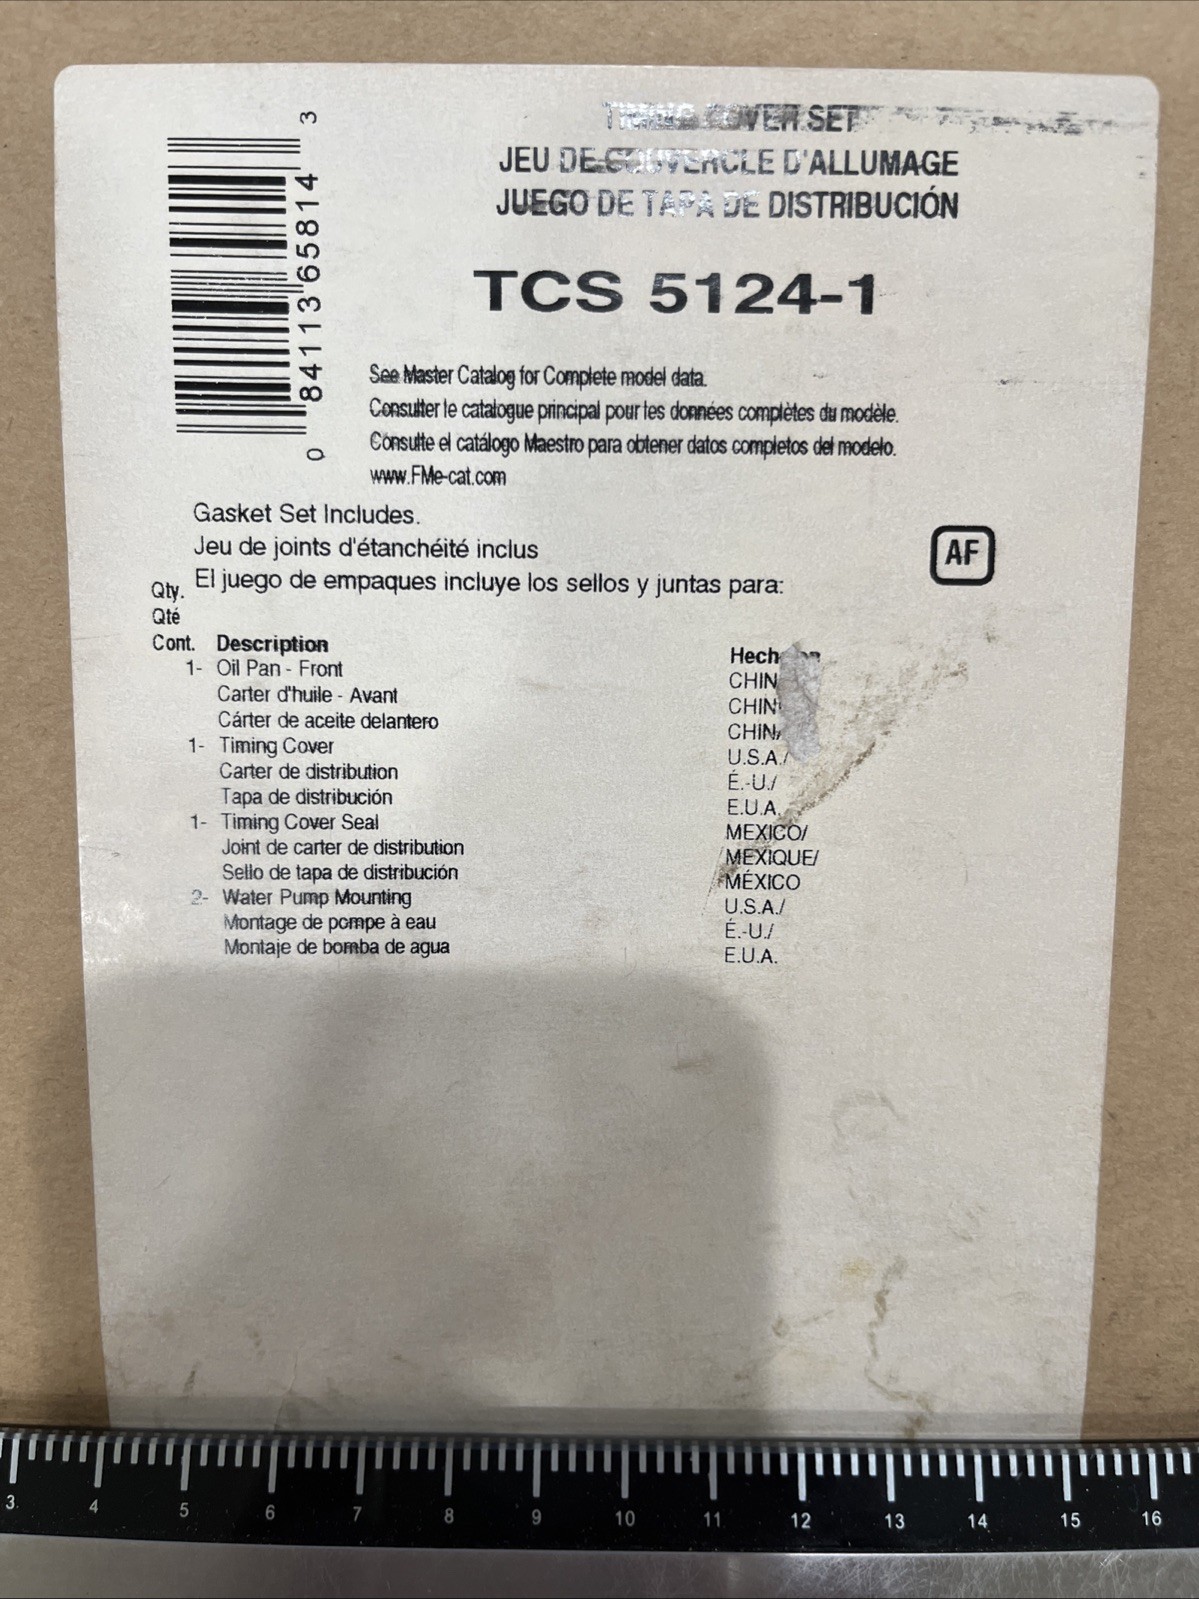 TIMING COVER SET
JEU DE COUVERCLE D'ALLUMAGE
JUEGO DE TAPA DE DISTRIBUCIÓN
0 84113 65814 3
TCS 5124-1
See Master Catalog for Complete model data.
Consulter le catalogue principal pour les données complètes du modèle.
Consulte el catálogo Maestro para obtener datos completos del modelo.
www.FMe-cat.com
Gasket Set Includes.
Jeu de joints d'étanchéité inclus
El juego de empaques incluye los sellos y juntas para:
AF
Qty.
Qté
Cont. Description
1- Oil Pan - Front
Carter d'huile - Avant
Cárter de aceite delantero
1- Timing Cover
Carter de distribution
Tapa de distribución
1- Timing Cover Seal
Joint de carter de distribution
Sello de tapa de distribución
2- Water Pump Mounting
Montage de pompe à eau
Montaje de bomba de agua
U.S.A./
É.-U./
E.U.A.
MEXICO/
MEXIQUE/
MÉXICO
U.S.A./
É.-U./
E.U.A.
3 4 5 6 7 8 9 10 11 12 13 14 15 16